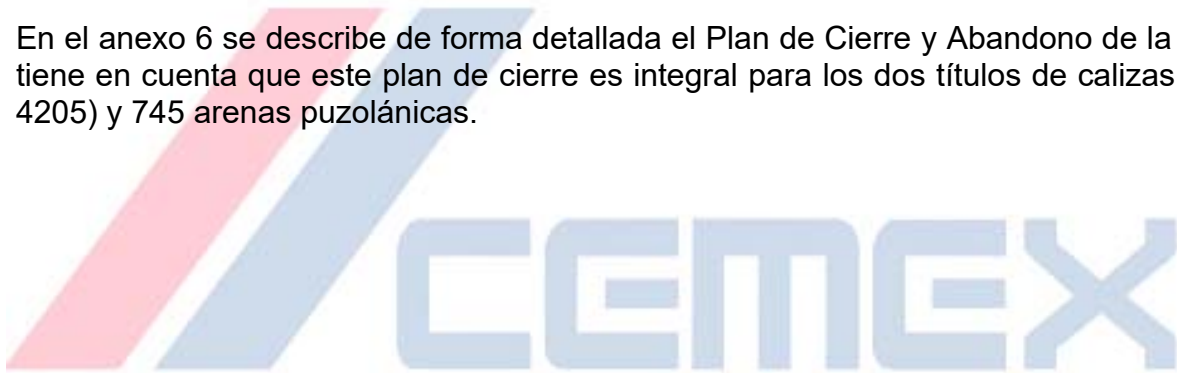 En el anexo 6 se describe de forma detallada el Plan de Cierre y Abandono de la
tiene en cuenta que este plan de cierre es integral para los dos títulos de calizas
4205) y 745 arenas puzolánicas.
CEMEX